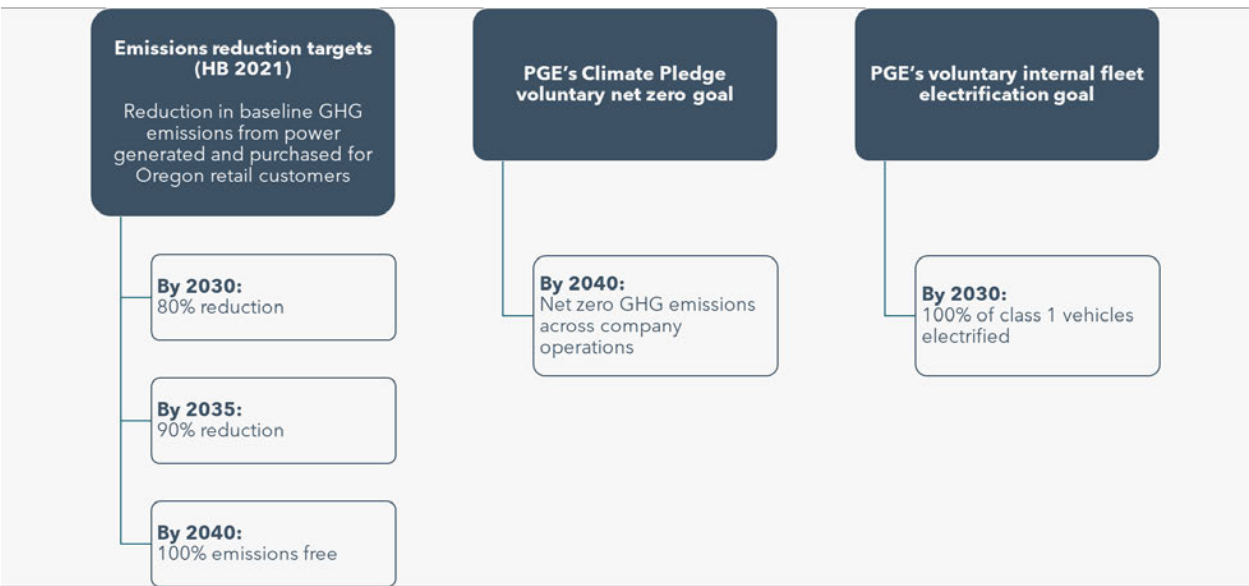 Emissions reduction targets
(HB 2021)
Reduction in baseline GHG
emissions from power
generated and purchased for
Oregon retail customers
By 2030:
80% reduction
By 2035:
90% reduction
By 2040:
100% emissions free
PGE’s Climate Pledge
voluntary net zero goal
By 2040:
Net zero GHG emissions
across company
operations
PGE’s voluntary internal fleet
electrification goal
By 2030:
100% of class 1 vehicles
electrified